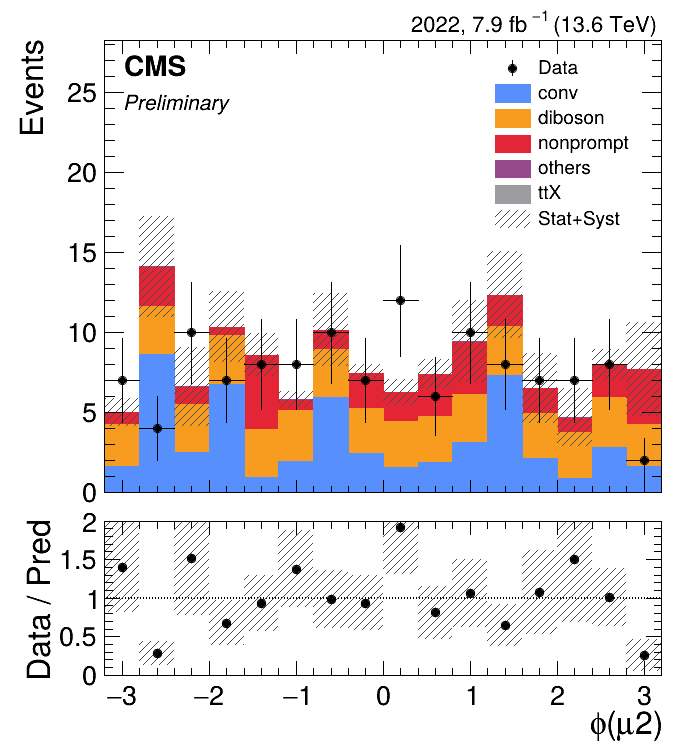 2022, 7.9 fb⁻¹ (13.6 TeV)
CMS
Preliminary
Events
Data
conv
diboson
nonprompt
others
ttX
Stat+Syst
25
20
15
10
5
0
Data / Pred
2
1.5
1
0.5
0
−3 −2 −1 0 1 2 3
ϕ(μ2)